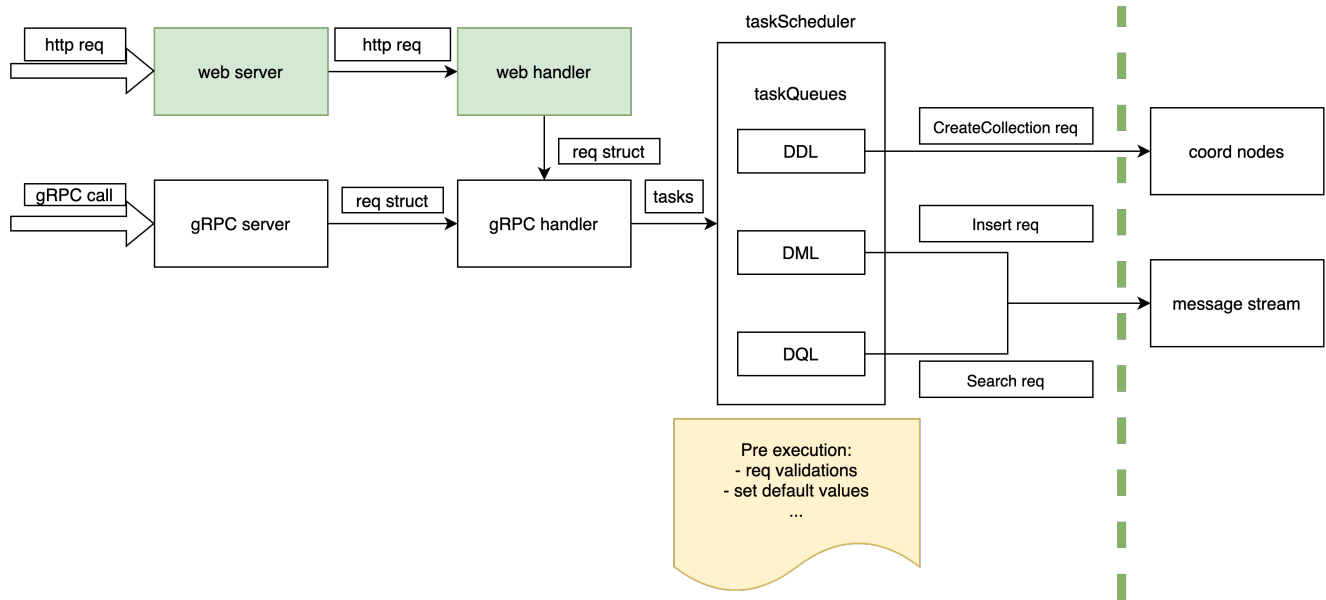 taskScheduler
http req
http req
web server
web handler
taskQueues
CreateCollection req
req struct
DDL
coord nodes
gRPC call
req struct
tasks
gRPC server
gRPC handler
Insert req
DML
message stream
DQL
Search req
Pre execution:
- req validations
- set default values
...